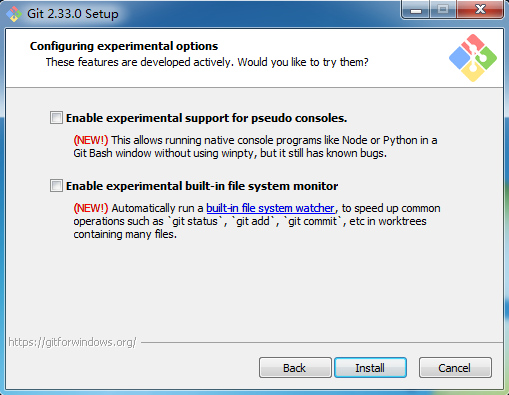 Git 2.33.0 Setup
Configuring experimental options
These features are developed actively. Would you like to try them?
Enable experimental support for pseudo consoles.
(NEW!) This allows running native console programs like Node or Python in a
Git Bash window without using winpty, but it still has known bugs.
Enable experimental built-in file system monitor
(NEW!) Automatically run a built-in file system watcher, to speed up common
operations such as `git status`, `git add`, `git commit`, etc in worktrees
containing many files.
https://gitforwindows.org/
Back
Install
Cancel